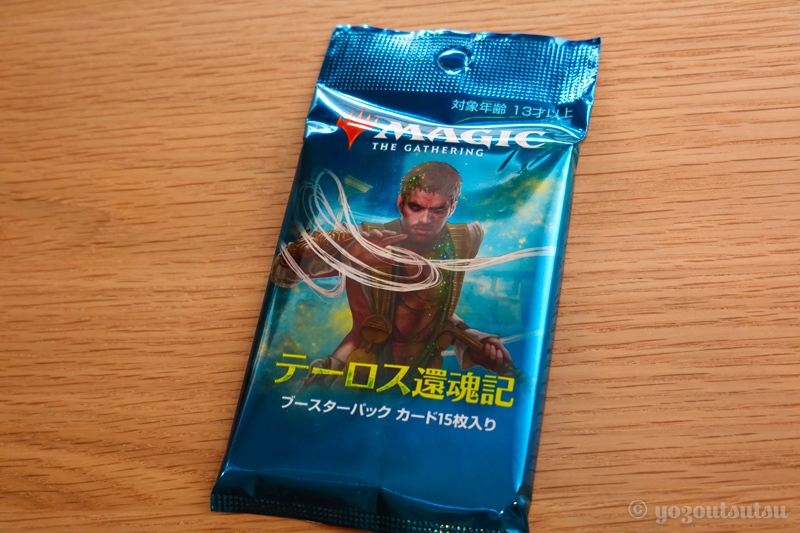 対象年齢 13才以上
MAGIC
THE GATHERING
テーロス還魂記
ブースターパック カード15枚入り
© yogoutsutsu